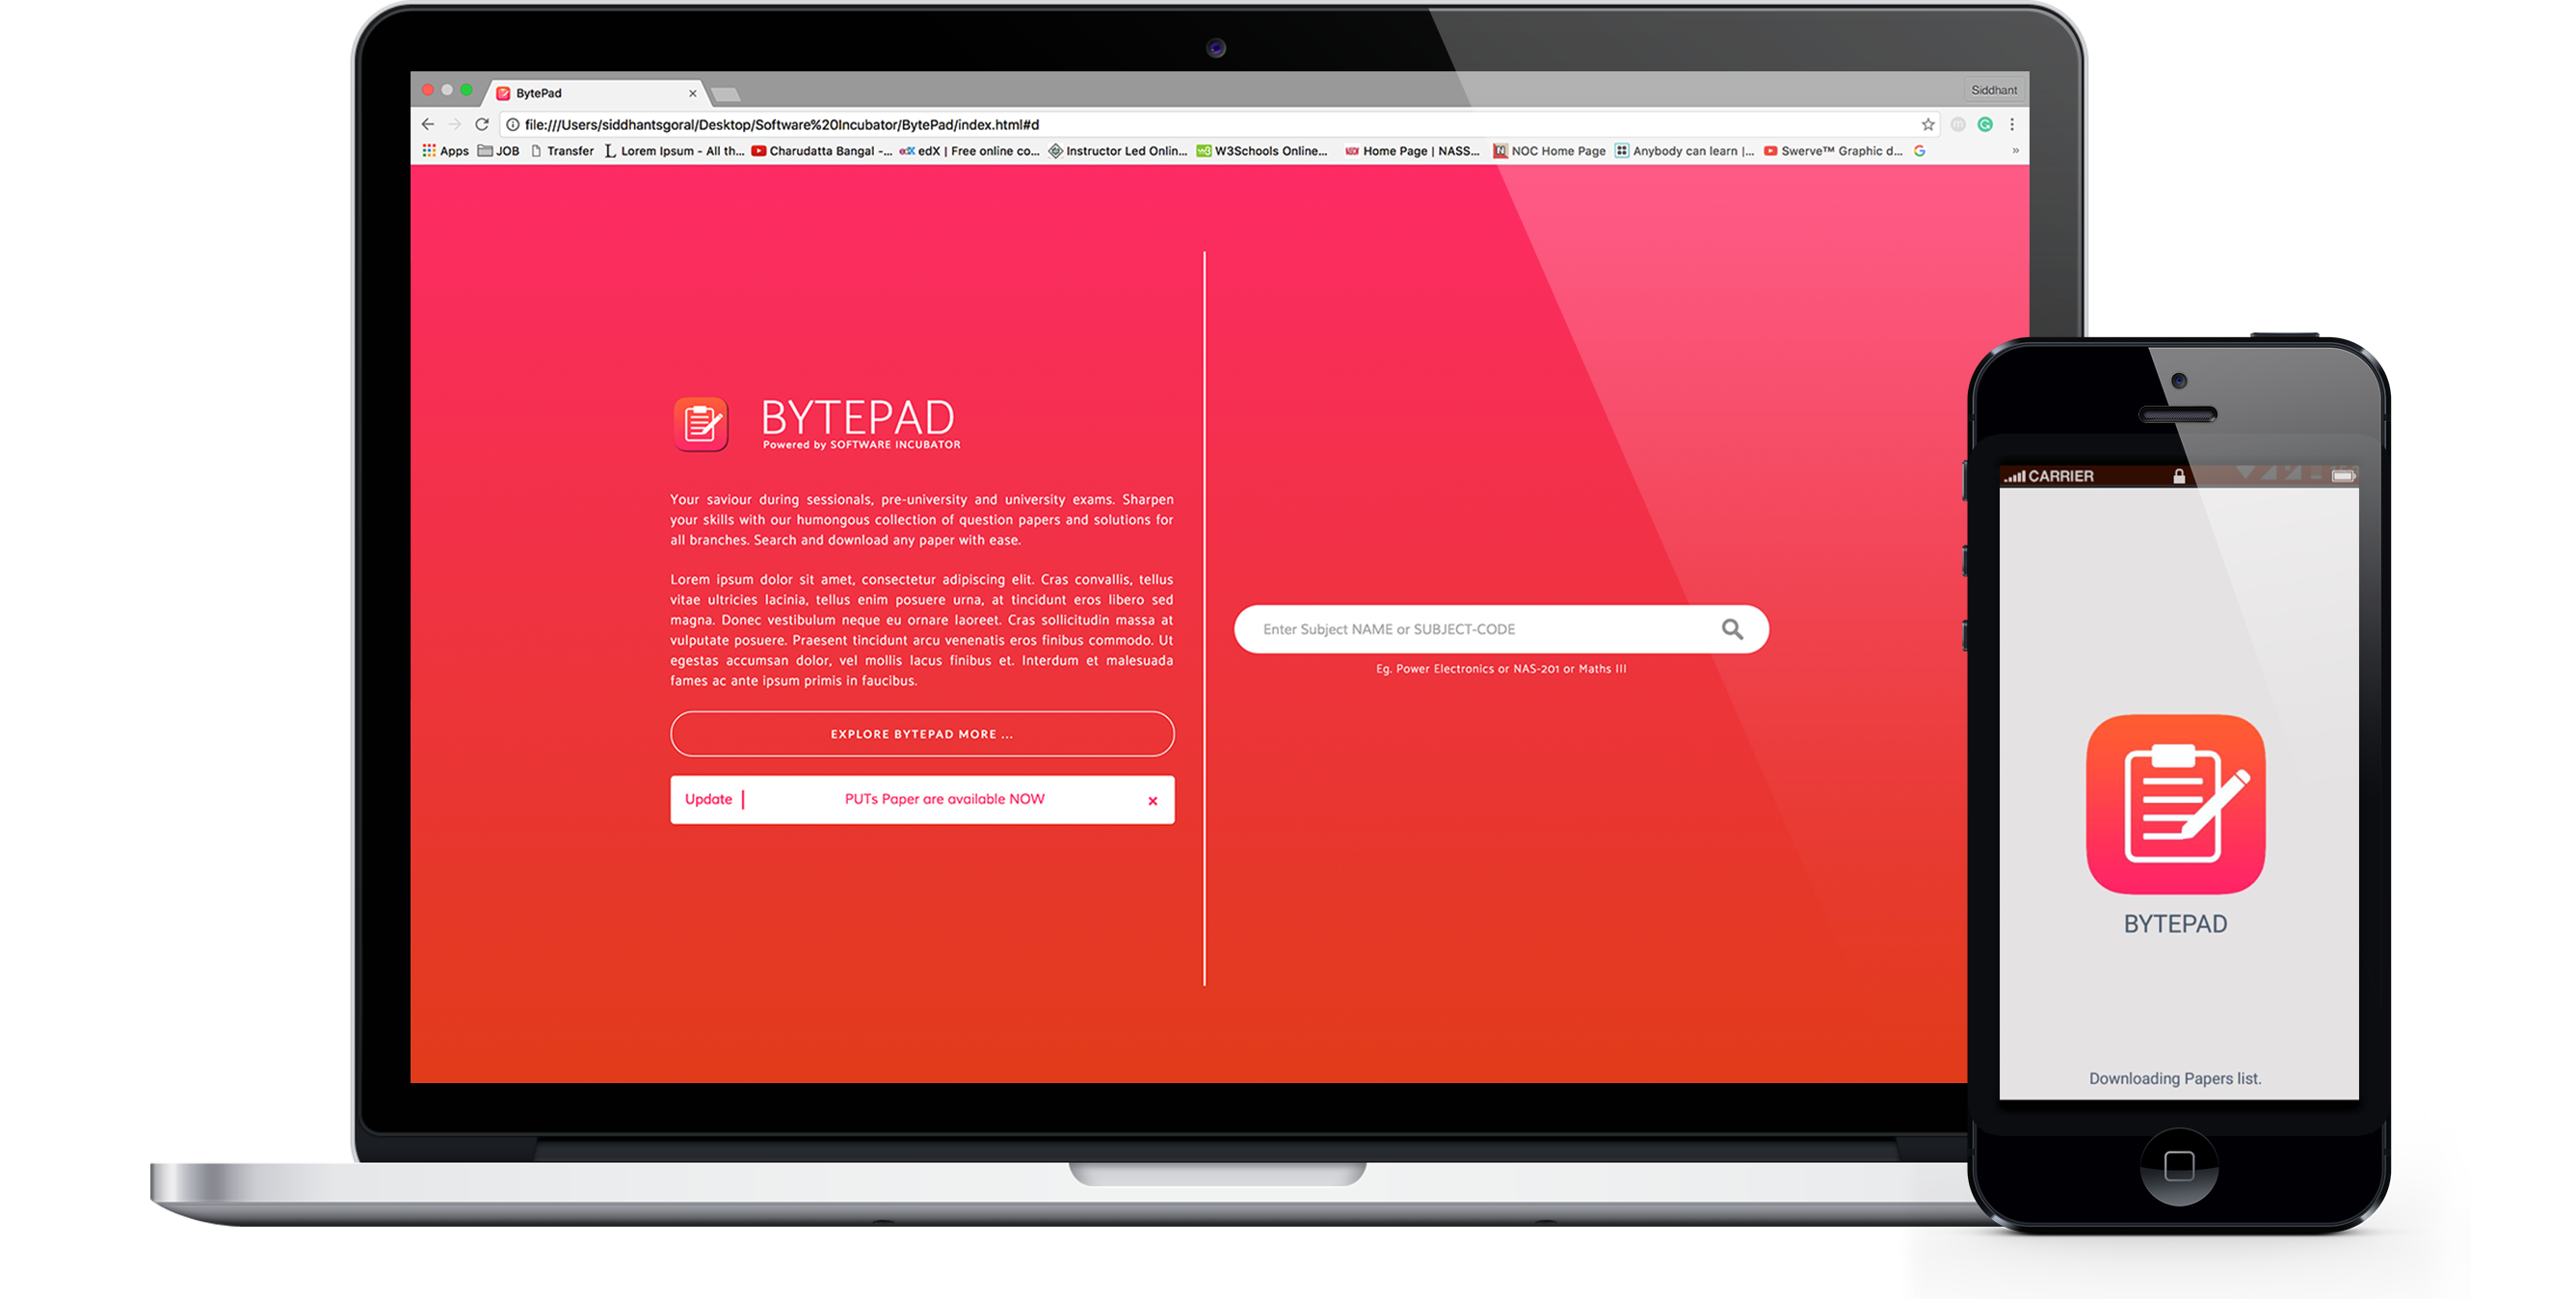 BytePad
Siddhant
file:///Users/siddhantsgoral/Desktop/Software%20Incubator/BytePad/index.html#d
Apps JOB Transfer Lorem Ipsum - All th... Charudatta Bangal -... edX | Free online co... Instructor Led Onlin... W3Schools Online... Home Page | NASS... NOC Home Page Anybody can learn |... Swerve™ Graphic d...
BYTEPAD
Powered by SOFTWARE INCUBATOR
Your saviour during sessionals, pre-university and university exams. Sharpen
your skills with our humongous collection of question papers and solutions for
all branches. Search and download any paper with ease.
Lorem ipsum dolor sit amet, consectetur adipiscing elit. Cras convallis, tellus
vitae ultricies lacinia, tellus enim posuere urna, at tincidunt eros libero sed
magna. Donec vestibulum neque eu ornare laoreet. Cras sollicitudin massa at
vulputate posuere. Praesent tincidunt arcu venenatis eros finibus commodo. Ut
egestas accumsan dolor, vel mollis lacus finibus et. Interdum et malesuada
fames ac ante ipsum primis in faucibus.
EXPLORE BYTEPAD MORE ...
Update | PUTs Paper are available NOW
Enter Subject NAME or SUBJECT-CODE
Eg. Power Electronics or NAS-201 or Maths III
CARRIER
BYTEPAD
Downloading Papers list.